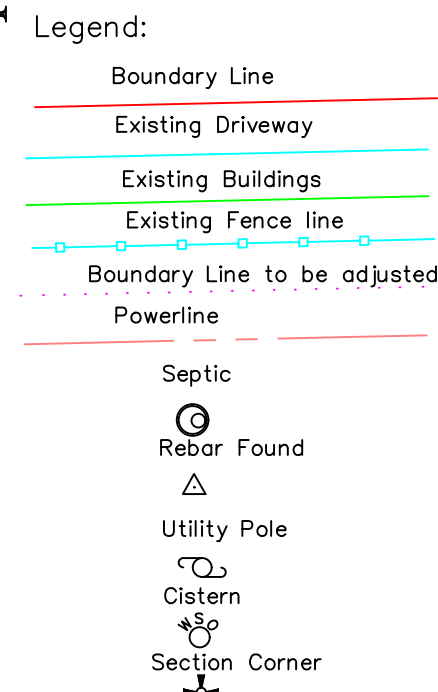 Legend:
Boundary Line
Existing Driveway
Existing Buildings
Existing Fence line
Boundary Line to be adjusted
Powerline
Septic
Rebar Found
Utility Pole
Cistern
WSO
Section Corner